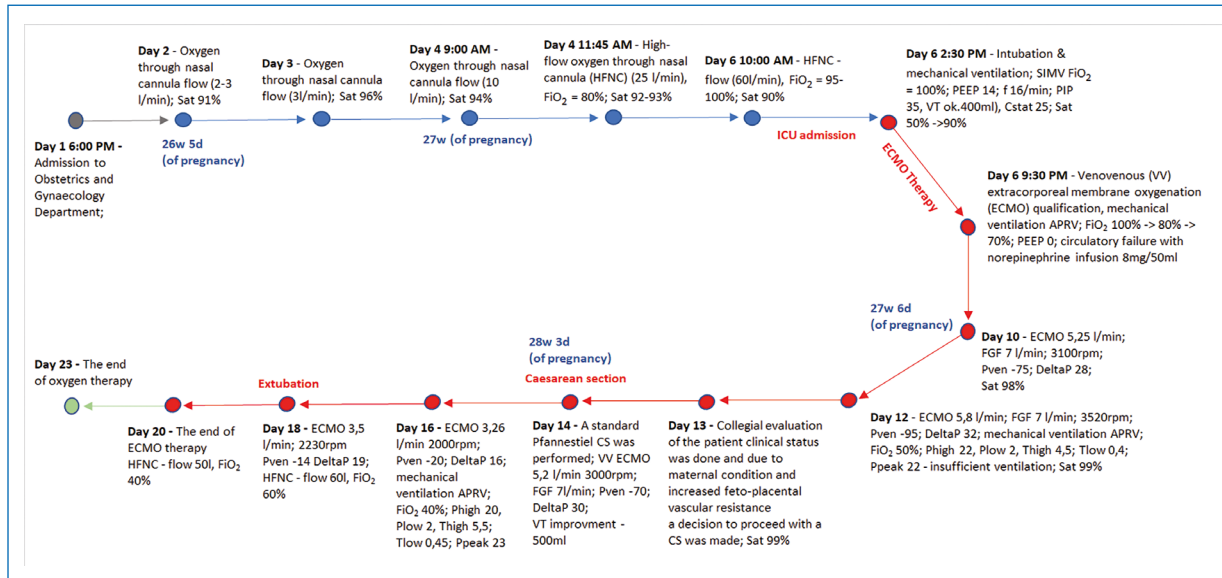 Day 1 6:00 PM -
Admission to
Obstetrics and
Gynaecology
Department;
Day 2 - Oxygen
through nasal
cannula flow (2-3
l/min); Sat 91%
26w 5d
(of pregnancy)
Day 3 - Oxygen
through nasal cannula
flow (3l/min); Sat 96%
Day 4 9:00 AM -
Oxygen through nasal
cannula flow (10
l/min); Sat 94%
27w (of pregnancy)
Day 4 11:45 AM - High-
flow oxygen through nasal
cannula (HFNC) (25 l/min),
FiO₂ = 80%; Sat 92-93%
Day 6 10:00 AM - HFNC -
flow (60l/min), FiO₂ = 95-
100%; Sat 90%
ICU admission
Day 6 2:30 PM - Intubation &
mechanical ventilation; SIMV FiO₂
= 100%; PEEP 14; f 16/min; PIP
35, VT ok.400ml), Cstat 25; Sat
50% ->90%
ECMO Therapy
Day 6 9:30 PM - Venovenous (VV)
extracorporeal membrane oxygenation
(ECMO) qualification, mechanical
ventilation APRV; FiO₂ 100% -> 80% ->
70%; PEEP 0; circulatory failure with
norepinephrine infusion 8mg/50ml
27w 6d
(of pregnancy)
Day 10 - ECMO 5,25 l/min;
FGF 7 l/min; 3100rpm;
Pven -75; DeltaP 28;
Sat 98%
Day 12 - ECMO 5,8 l/min; FGF 7 l/min; 3520rpm;
Pven -95; DeltaP 32; mechanical ventilation APRV;
FiO₂ 50%; Phigh 22, Plow 2, Thigh 4,5; Tlow 0,4;
Ppeak 22 - insufficient ventilation; Sat 99%
Day 13 - Collegial evaluation
of the patient clinical status
was done and due to
maternal condition and
increased feto-placental
vascular resistance
a decision to proceed with a
CS was made; Sat 99%
28w 3d
(of pregnancy)
Caesarean section
Day 14 - A standard
Pfannestiel CS was
performed; VV ECMO
5,2 l/min 3000rpm;
FGF 7l/min; Pven -70;
DeltaP 30;
VT improvment -
500ml
Day 16 - ECMO 3,26
l/min 2000rpm;
Pven -20; DeltaP 16;
mechanical
ventilation APRV;
FiO₂ 40%; Phigh 20,
Plow 2, Thigh 5,5;
Tlow 0,45; Ppeak 23
Extubation
Day 18 - ECMO 3,5
l/min; 2230rpm
Pven -14 DeltaP 19;
HFNC - flow 60l, FiO₂
60%
Day 20 - The end of
ECMO therapy
HFNC - flow 50l, FiO₂
40%
Day 23 - The end
of oxygen therapy